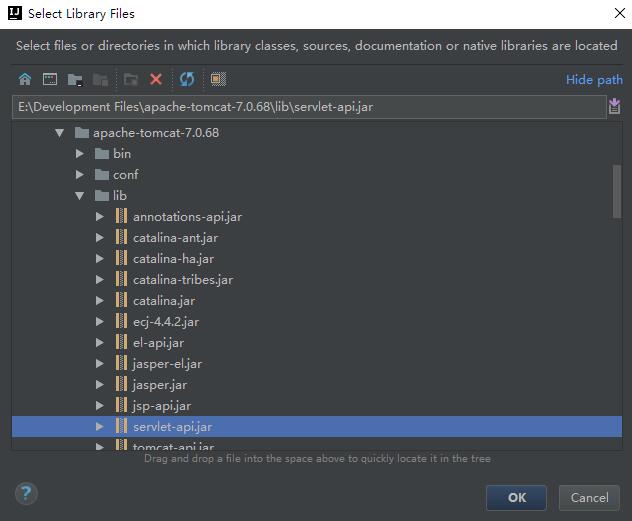 Select Library Files
Select files or directories in which library classes, sources, documentation or native libraries are located
Hide path
E:\Development Files\apache-tomcat-7.0.68\lib\servlet-api.jar
apache-tomcat-7.0.68
bin
conf
lib
annotations-api.jar
catalina-ant.jar
catalina-ha.jar
catalina-tribes.jar
catalina.jar
ecj-4.4.2.jar
el-api.jar
jasper-el.jar
jasper.jar
jsp-api.jar
servlet-api.jar
tomcat-api.jar
Drag and drop a file into the space above to quickly locate it in the tree
?
OK
Cancel